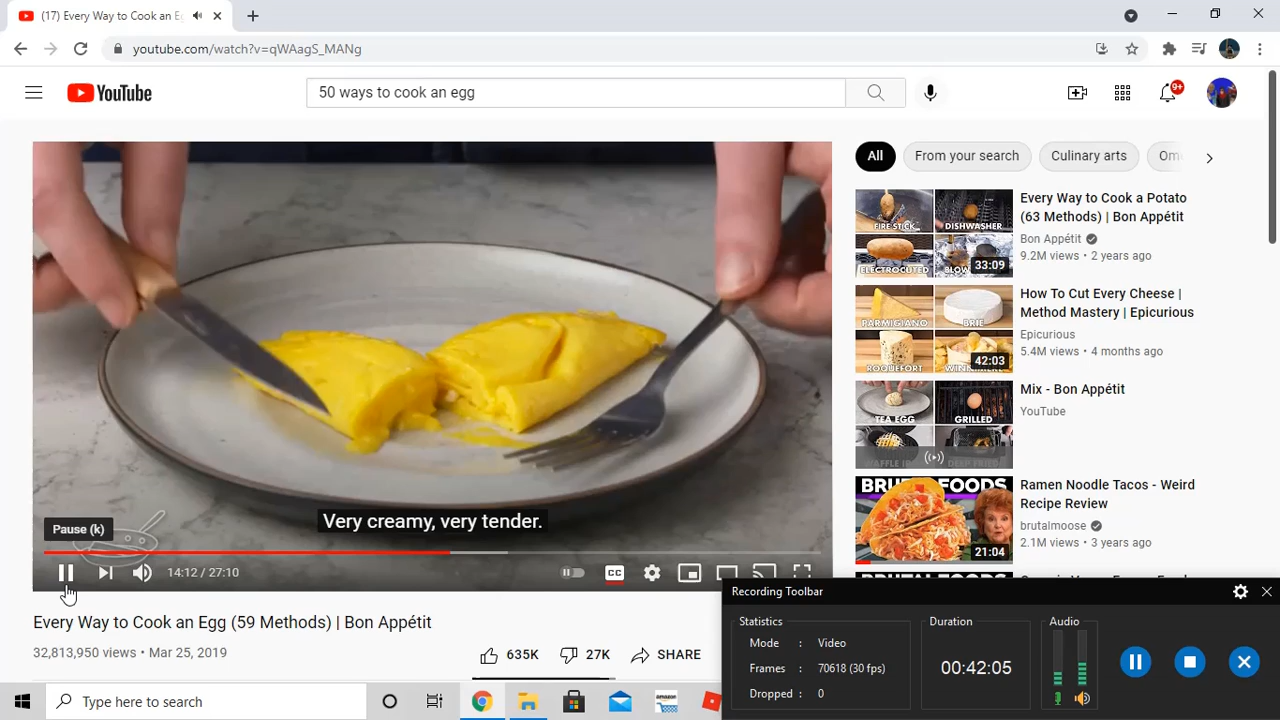 (17) Every Way to Cook an Eg
youtube.com/watch?v=qWAagS_MANg
YouTube
50 ways to cook an egg
9+
All
From your search
Culinary arts
Om
FIRE STICK
DISHWASHER
ELECTROCUTED
33:09
Every Way to Cook a Potato
(63 Methods) | Bon Appétit
Bon Appétit
9.2M views • 2 years ago
PARMIGIANO
BRIE
ROQUEFORT
42:03
How To Cut Every Cheese |
Method Mastery | Epicurious
Epicurious
5.4M views • 4 months ago
TEA EGG
GRILLED
Mix - Bon Appétit
YouTube
BRUTALFOODS
21:04
Ramen Noodle Tacos - Weird
Recipe Review
brutalmoose
2.1M views • 3 years ago
Very creamy, very tender.
Pause (k)
14:12 / 27:10
CC
Every Way to Cook an Egg (59 Methods) | Bon Appétit
32,813,950 views • Mar 25, 2019
635K
27K
SHARE
Recording Toolbar
Statistics
Mode : Video
Frames : 70618 (30 fps)
Dropped : 0
Duration
00:42:05
Audio
Type here to search